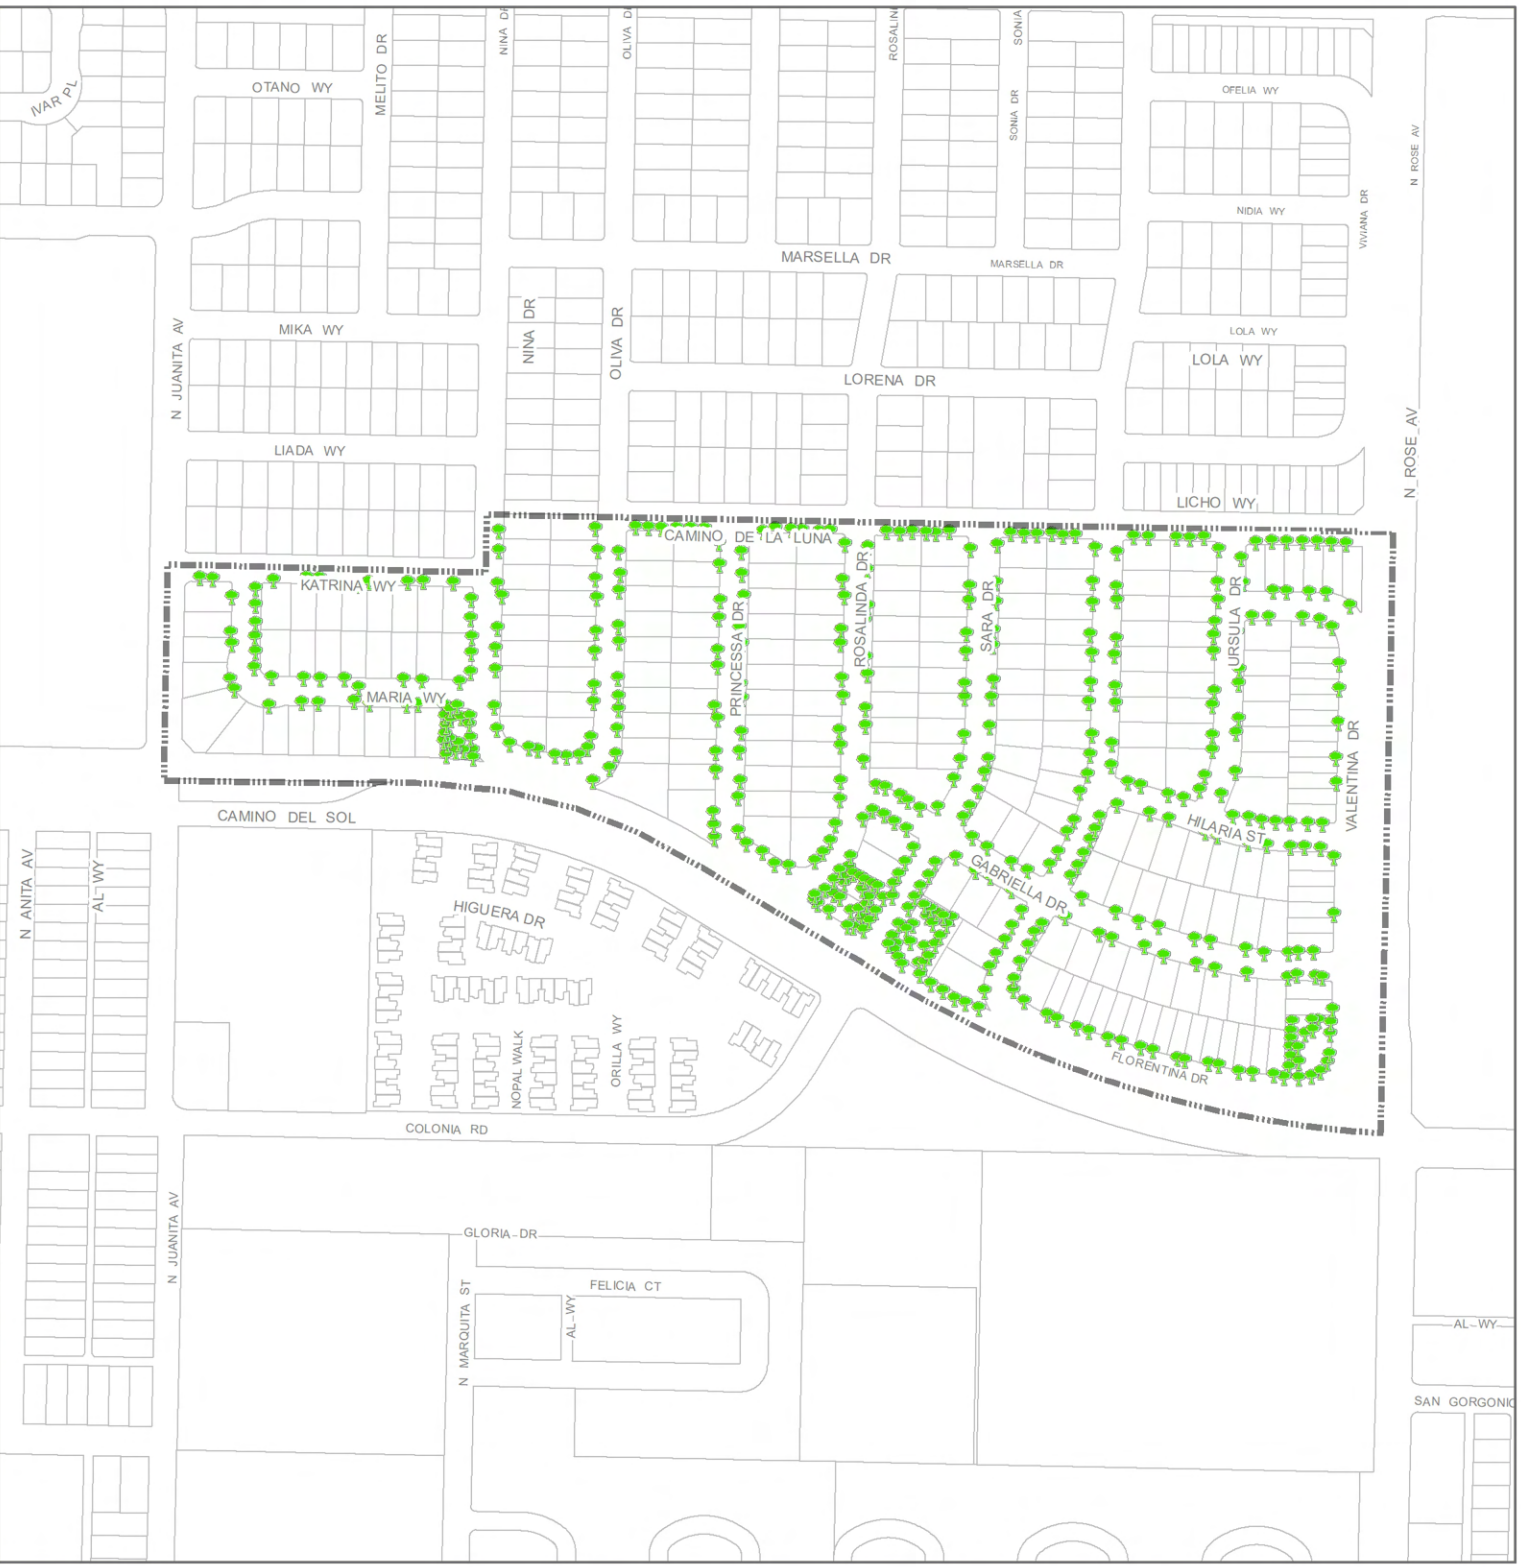 NINA DR
OLIVA DR
ROSALIN
SONIA
MELITO DR
IVAR PL
OTANO WY
OFELIA WY
SONIA DR
N ROSE AV
NIDIA WY
VIVIANA DR
MARSELLA DR
MARSELLA DR
MIKA WY
NINA DR
OLIVA DR
N JUANITA AV
LOLA WY
LOLA WY
LORENA DR
LIADA WY
N ROSE AV
LICHO WY
CAMINO DE LA LUNA
KATRINA WY
PRINCESSA DR
ROSALINDA DR
SARA DR
URSULA DR
MARIA WY
VALENTINA DR
CAMINO DEL SOL
HILARIA ST
N ANITA AV
AL WY
GABRIELLA DR
HIGUERA DR
NOPAL WALK
ORILLA WY
FLORENTINA DR
COLONIA RD
N JUANITA AV
GLORIA DR
FELICIA CT
N MARQUITA ST
AL WY
AL WY
SAN GORGONIO